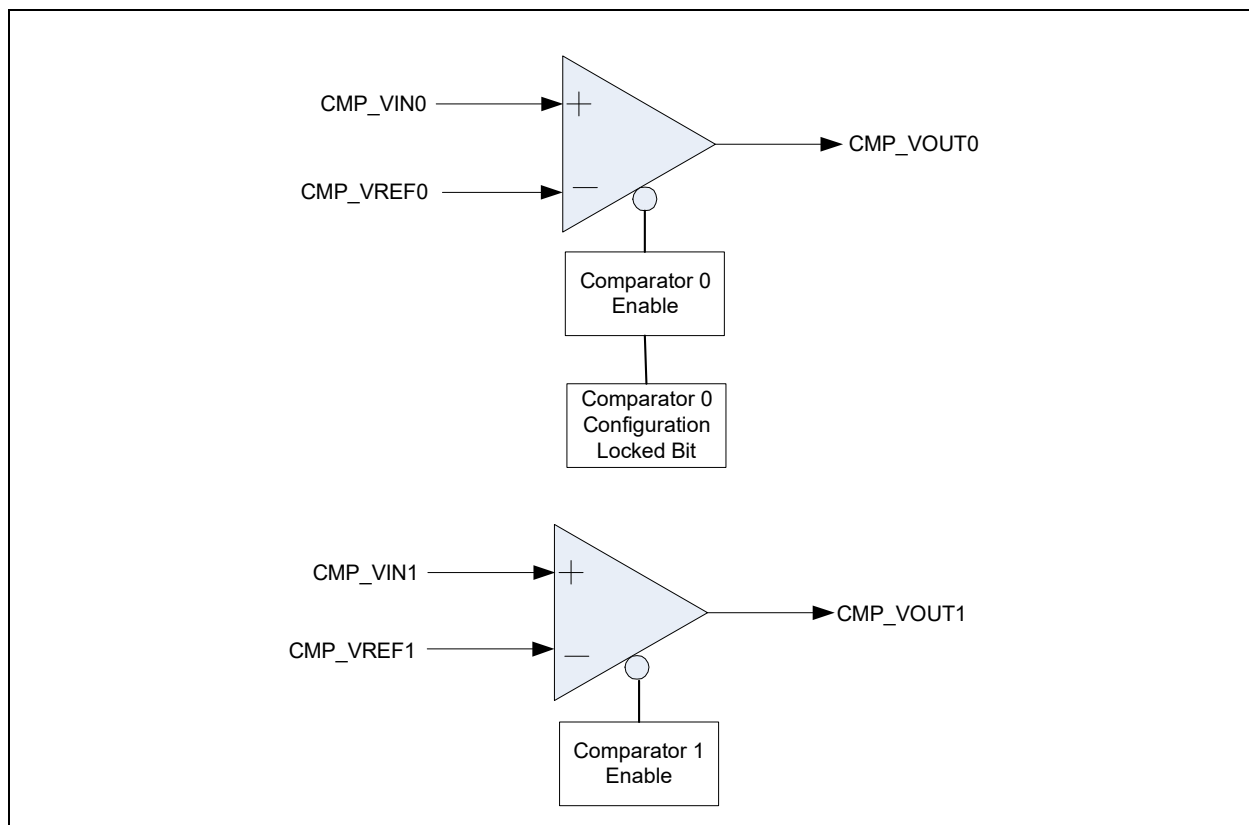 CMP_VIN0
+
CMP_VOUT0
CMP_VREF0
—
Comparator 0
Enable
Comparator 0
Configuration
Locked Bit
CMP_VIN1
+
CMP_VOUT1
CMP_VREF1
—
Comparator 1
Enable